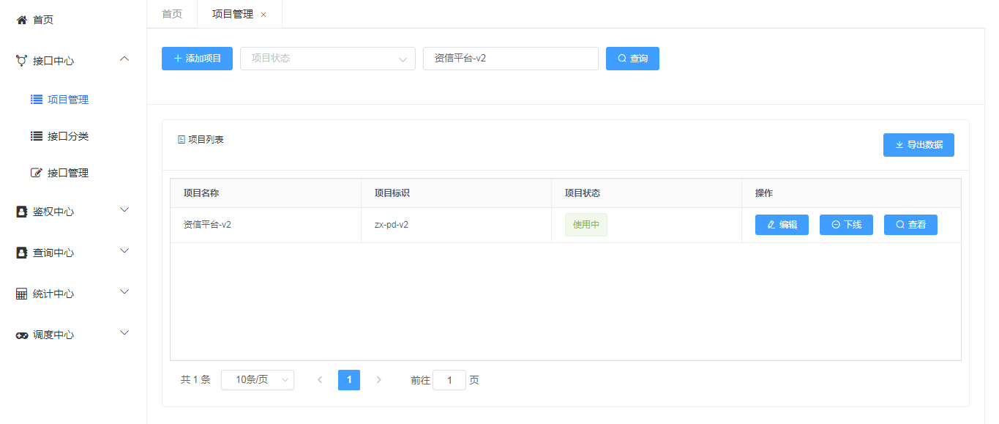 首页
接口中心
项目管理
接口分类
接口管理
鉴权中心
查询中心
统计中心
调度中心
首页 项目管理 ×
添加项目 项目状态 资信平台-v2 查询
项目列表
导出数据
项目名称 项目标识 项目状态 操作
资信平台-v2 zx-pd-v2 使用中 编辑 下线 查看
共 1 条 10条/页 1 前往 1 页